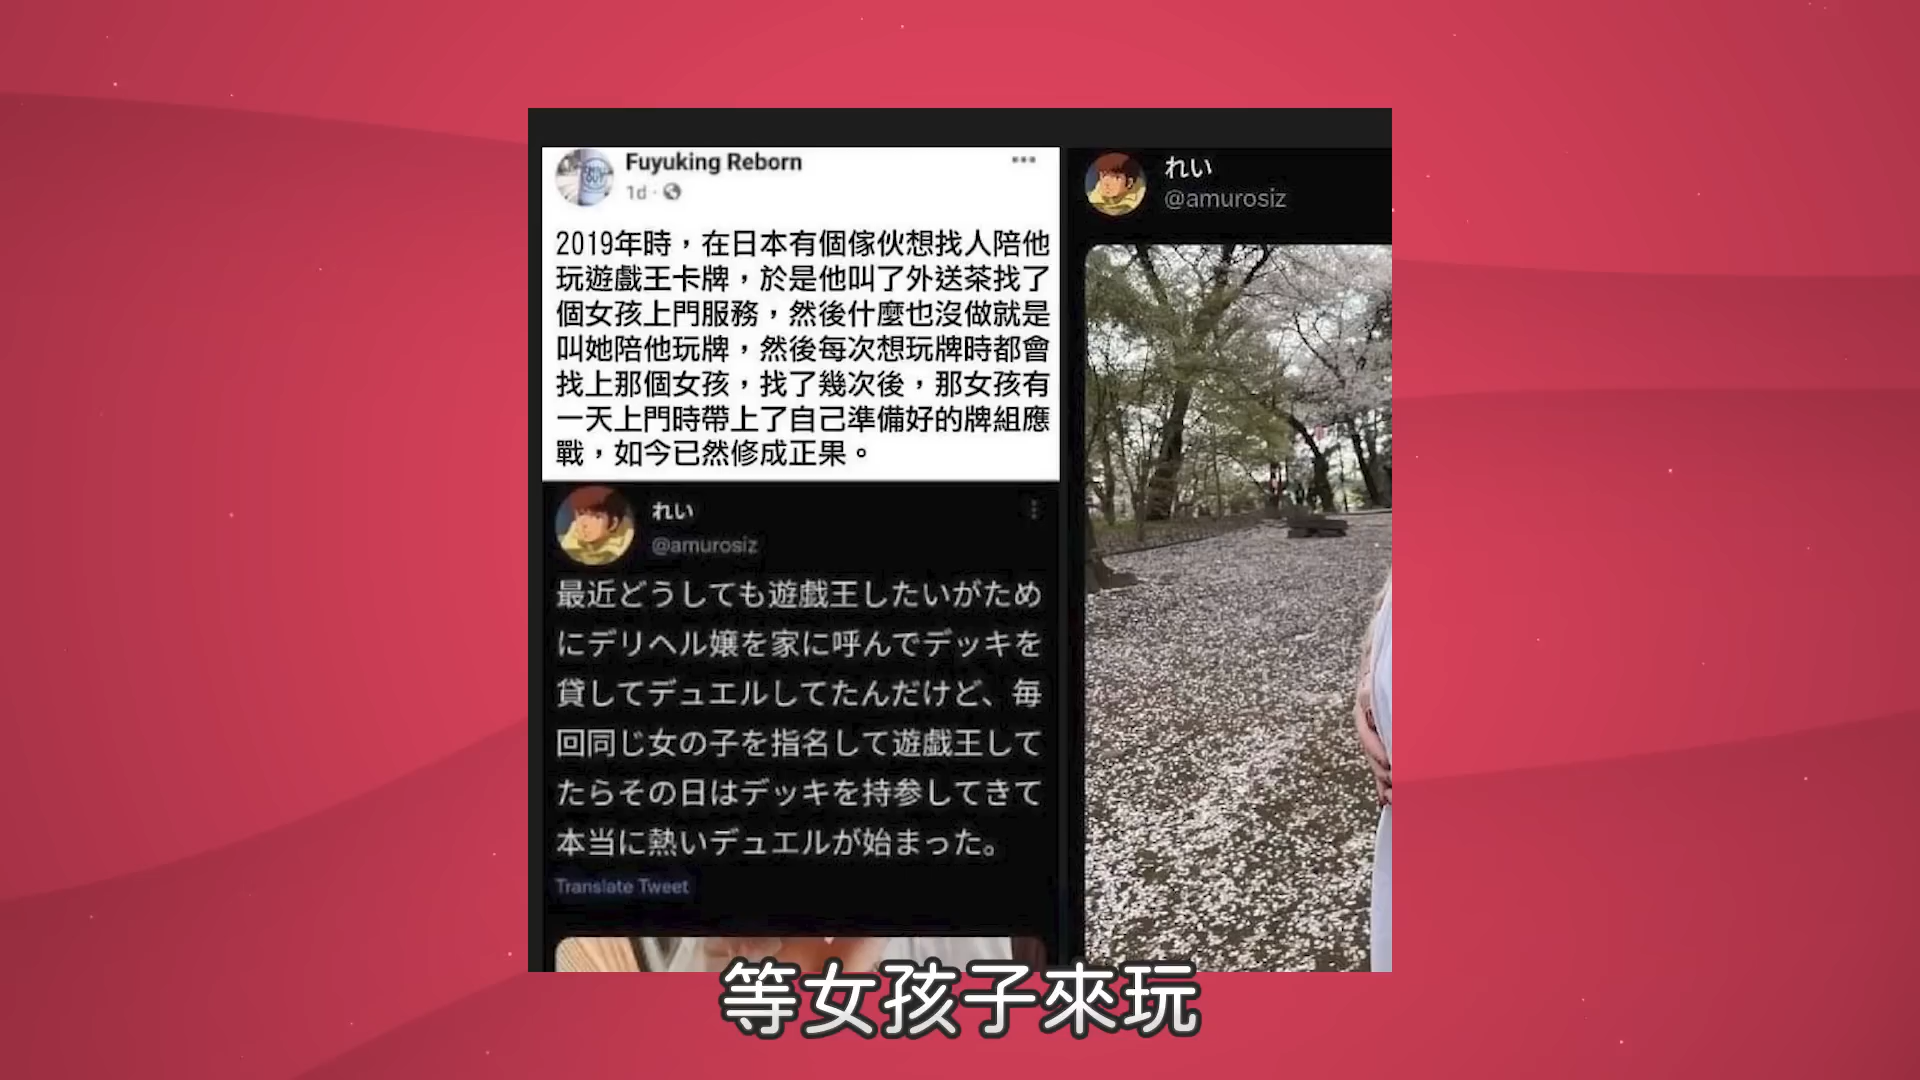 Fuyuking Reborn
1d
2019年時，在日本有個傢伙想找人陪他
玩遊戲王卡牌，於是他叫了外送茶找了
個女孩上門服務，然後什麼也沒做就是
叫她陪他玩牌，然後每次想玩牌時都會
找上那個女孩，找了幾次後，那女孩有
一天上門時帶上了自己準備好的牌組應
戰，如今已然修成正果。
れい
@amurosiz
最近どうしても遊戯王したいがため
にデリヘル嬢を家に呼んでデッキを
貸してデュエルしてたんだけど、毎
回同じ女の子を指名して遊戯王して
たらその日はデッキを持参してきて
本当に熱いデュエルが始まった。
Translate Tweet
れい
@amurosiz
等女孩子來玩